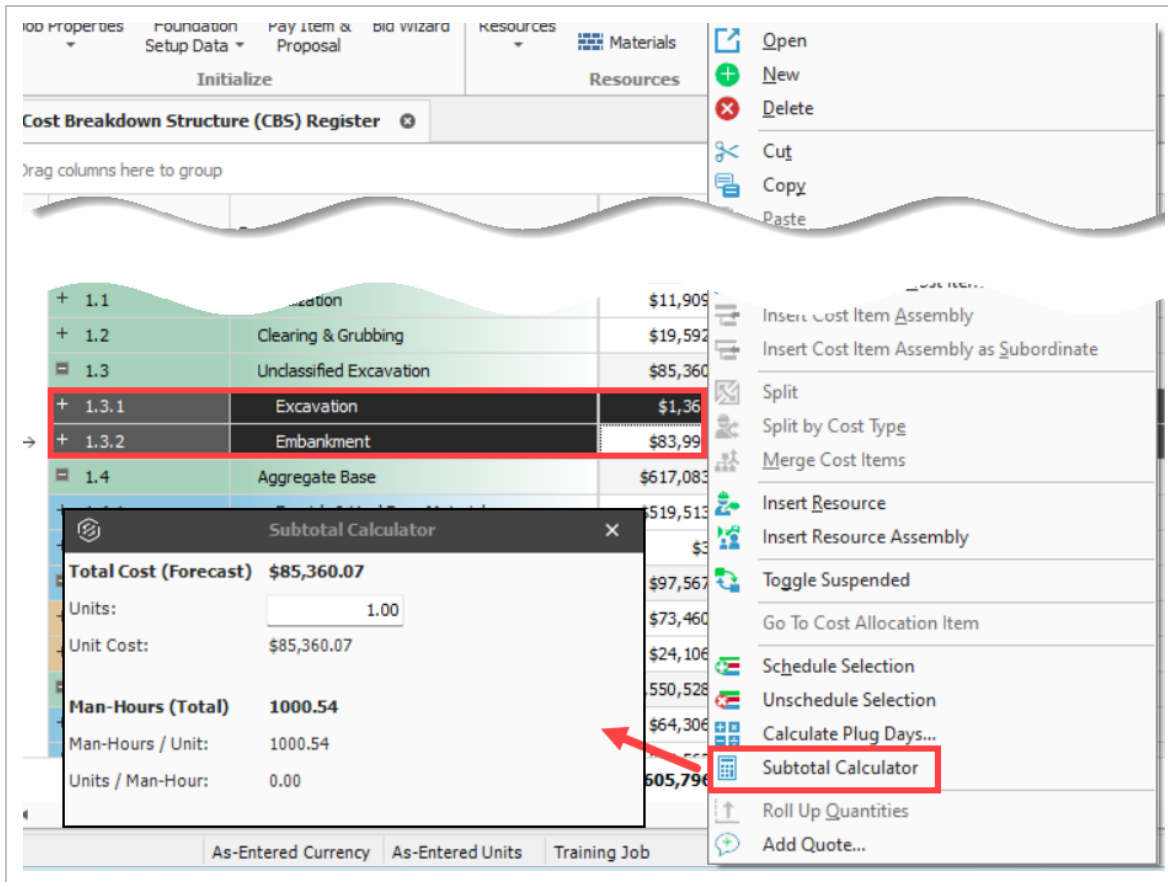 Job Properties
Foundation
Setup Data
Pay Item &
Proposal
Bid Wizard
Resources
Materials
Initialize
Resources
Cost Breakdown Structure (CBS) Register
Drag columns here to group
Open
New
Delete
Cut
Copy
Paste
+ 1.1 $11,909
+ 1.2 Clearing & Grubbing $19,592
1.3 Unclassified Excavation $85,360
+ 1.3.1 Excavation $1,36
+ 1.3.2 Embankment $83,99
1.4 Aggregate Base $617,083
$519,513
$3
$97,567
$73,460
$24,106
,550,528
$64,306
605,796
Subtotal Calculator
Total Cost (Forecast) $85,360.07
Units: 1.00
Unit Cost: $85,360.07
Man-Hours (Total) 1000.54
Man-Hours / Unit: 1000.54
Units / Man-Hour: 0.00
Insert Cost Item Assembly
Insert Cost Item Assembly as Subordinate
Split
Split by Cost Type
Merge Cost Items
Insert Resource
Insert Resource Assembly
Toggle Suspended
Go To Cost Allocation Item
Schedule Selection
Unschedule Selection
Calculate Plug Days...
Subtotal Calculator
Roll Up Quantities
Add Quote...
As-Entered Currency As-Entered Units Training Job